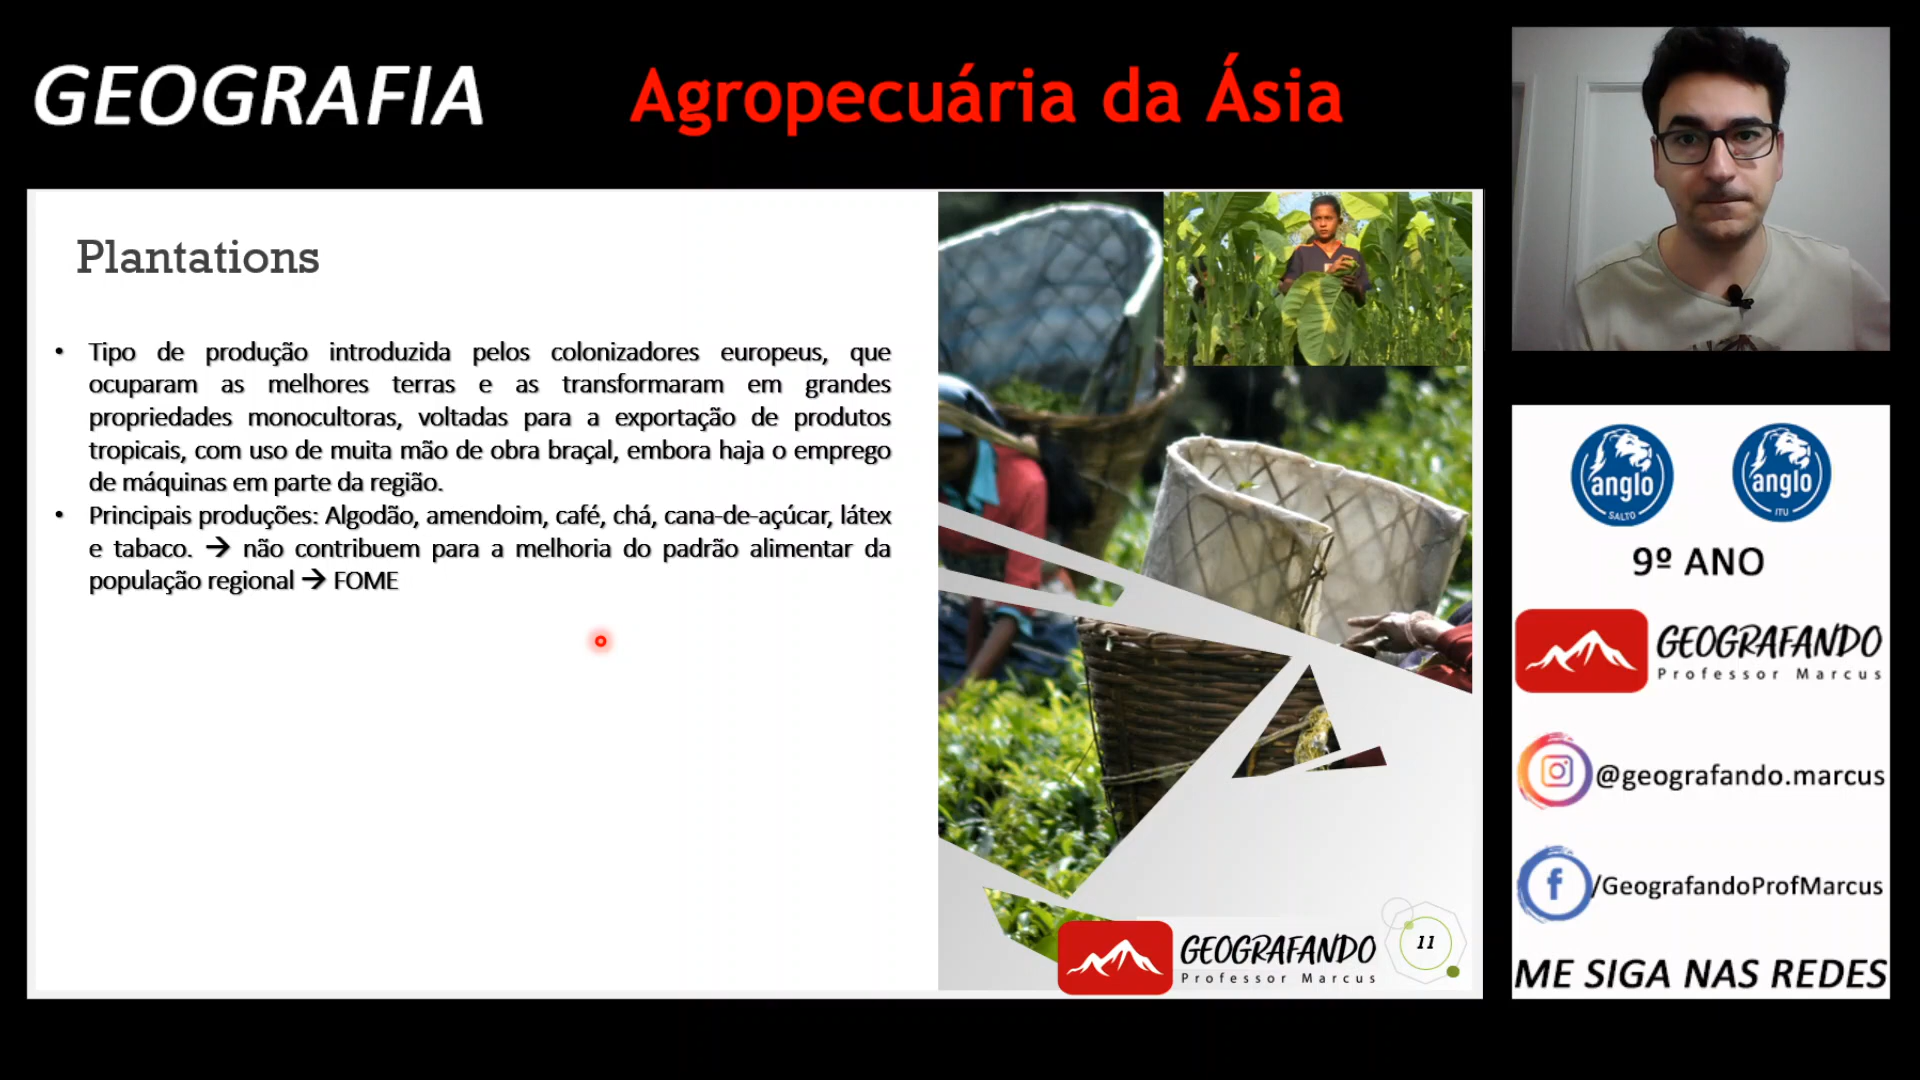 GEOGRAFIA
Agropecuária da Ásia
Plantations
• Tipo de produção introduzida pelos colonizadores europeus, que
ocuparam as melhores terras e as transformaram em grandes
propriedades monocultoras, voltadas para a exportação de produtos
tropicais, com uso de muita mão de obra braçal, embora haja o emprego
de máquinas em parte da região.
• Principais produções: Algodão, amendoim, café, chá, cana-de-açúcar, látex
e tabaco. → não contribuem para a melhoria do padrão alimentar da
população regional → FOME
GEOGRAFANDO
Professor Marcus
11
anglo
SALTO
anglo
ITU
9º ANO
GEOGRAFANDO
Professor Marcus
@geografando.marcus
f
/GeografandoProfMarcus
ME SIGA NAS REDES